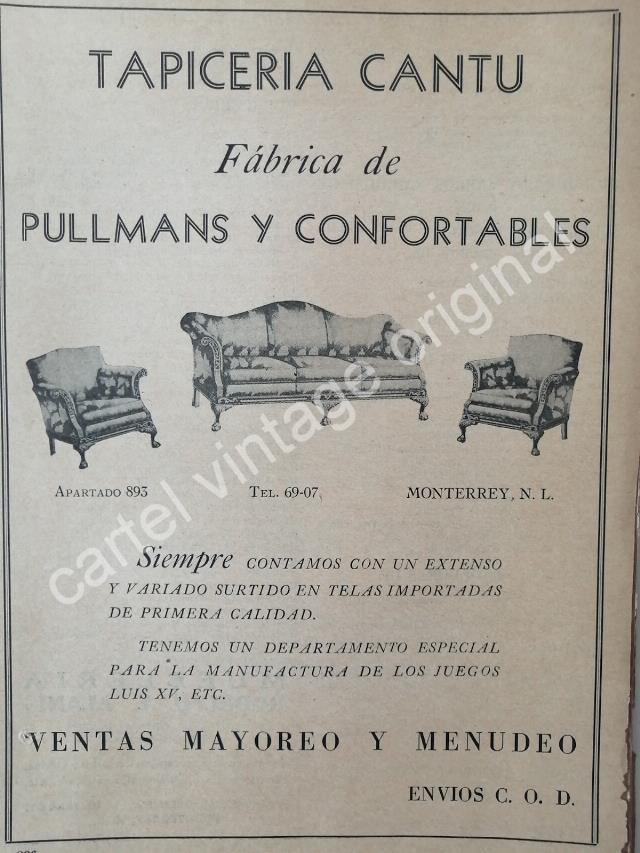 TAPICERIA CANTU
Fábrica de
PULLMANS Y CONFORTABLES
APARTADO 893 TEL. 69-07 MONTERREY, N. L.
Siempre CONTAMOS CON UN EXTENSO
Y VARIADO SURTIDO EN TELAS IMPORTADAS
DE PRIMERA CALIDAD.
TENEMOS UN DEPARTAMENTO ESPECIAL
PARA LA MANUFACTURA DE LOS JUEGOS
LUIS XV, ETC.
VENTAS MAYOREO Y MENUDEO
ENVIOS C. O. D.
cartel vintage original